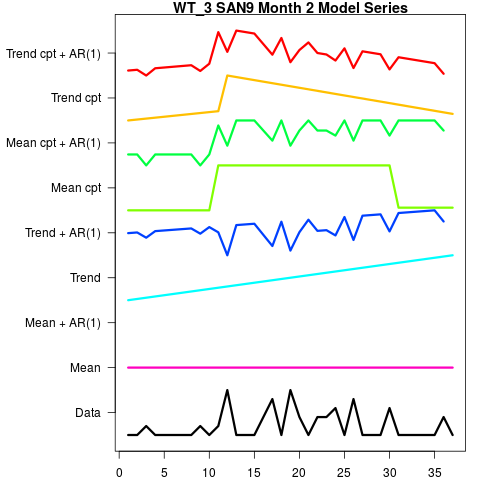 WT_3 SAN9 Month 2 Model Series
Trend cpt + AR(1)
Trend cpt
Mean cpt + AR(1)
Mean cpt
Trend + AR(1)
Trend
Mean + AR(1)
Mean
Data
0 5 10 15 20 25 30 35